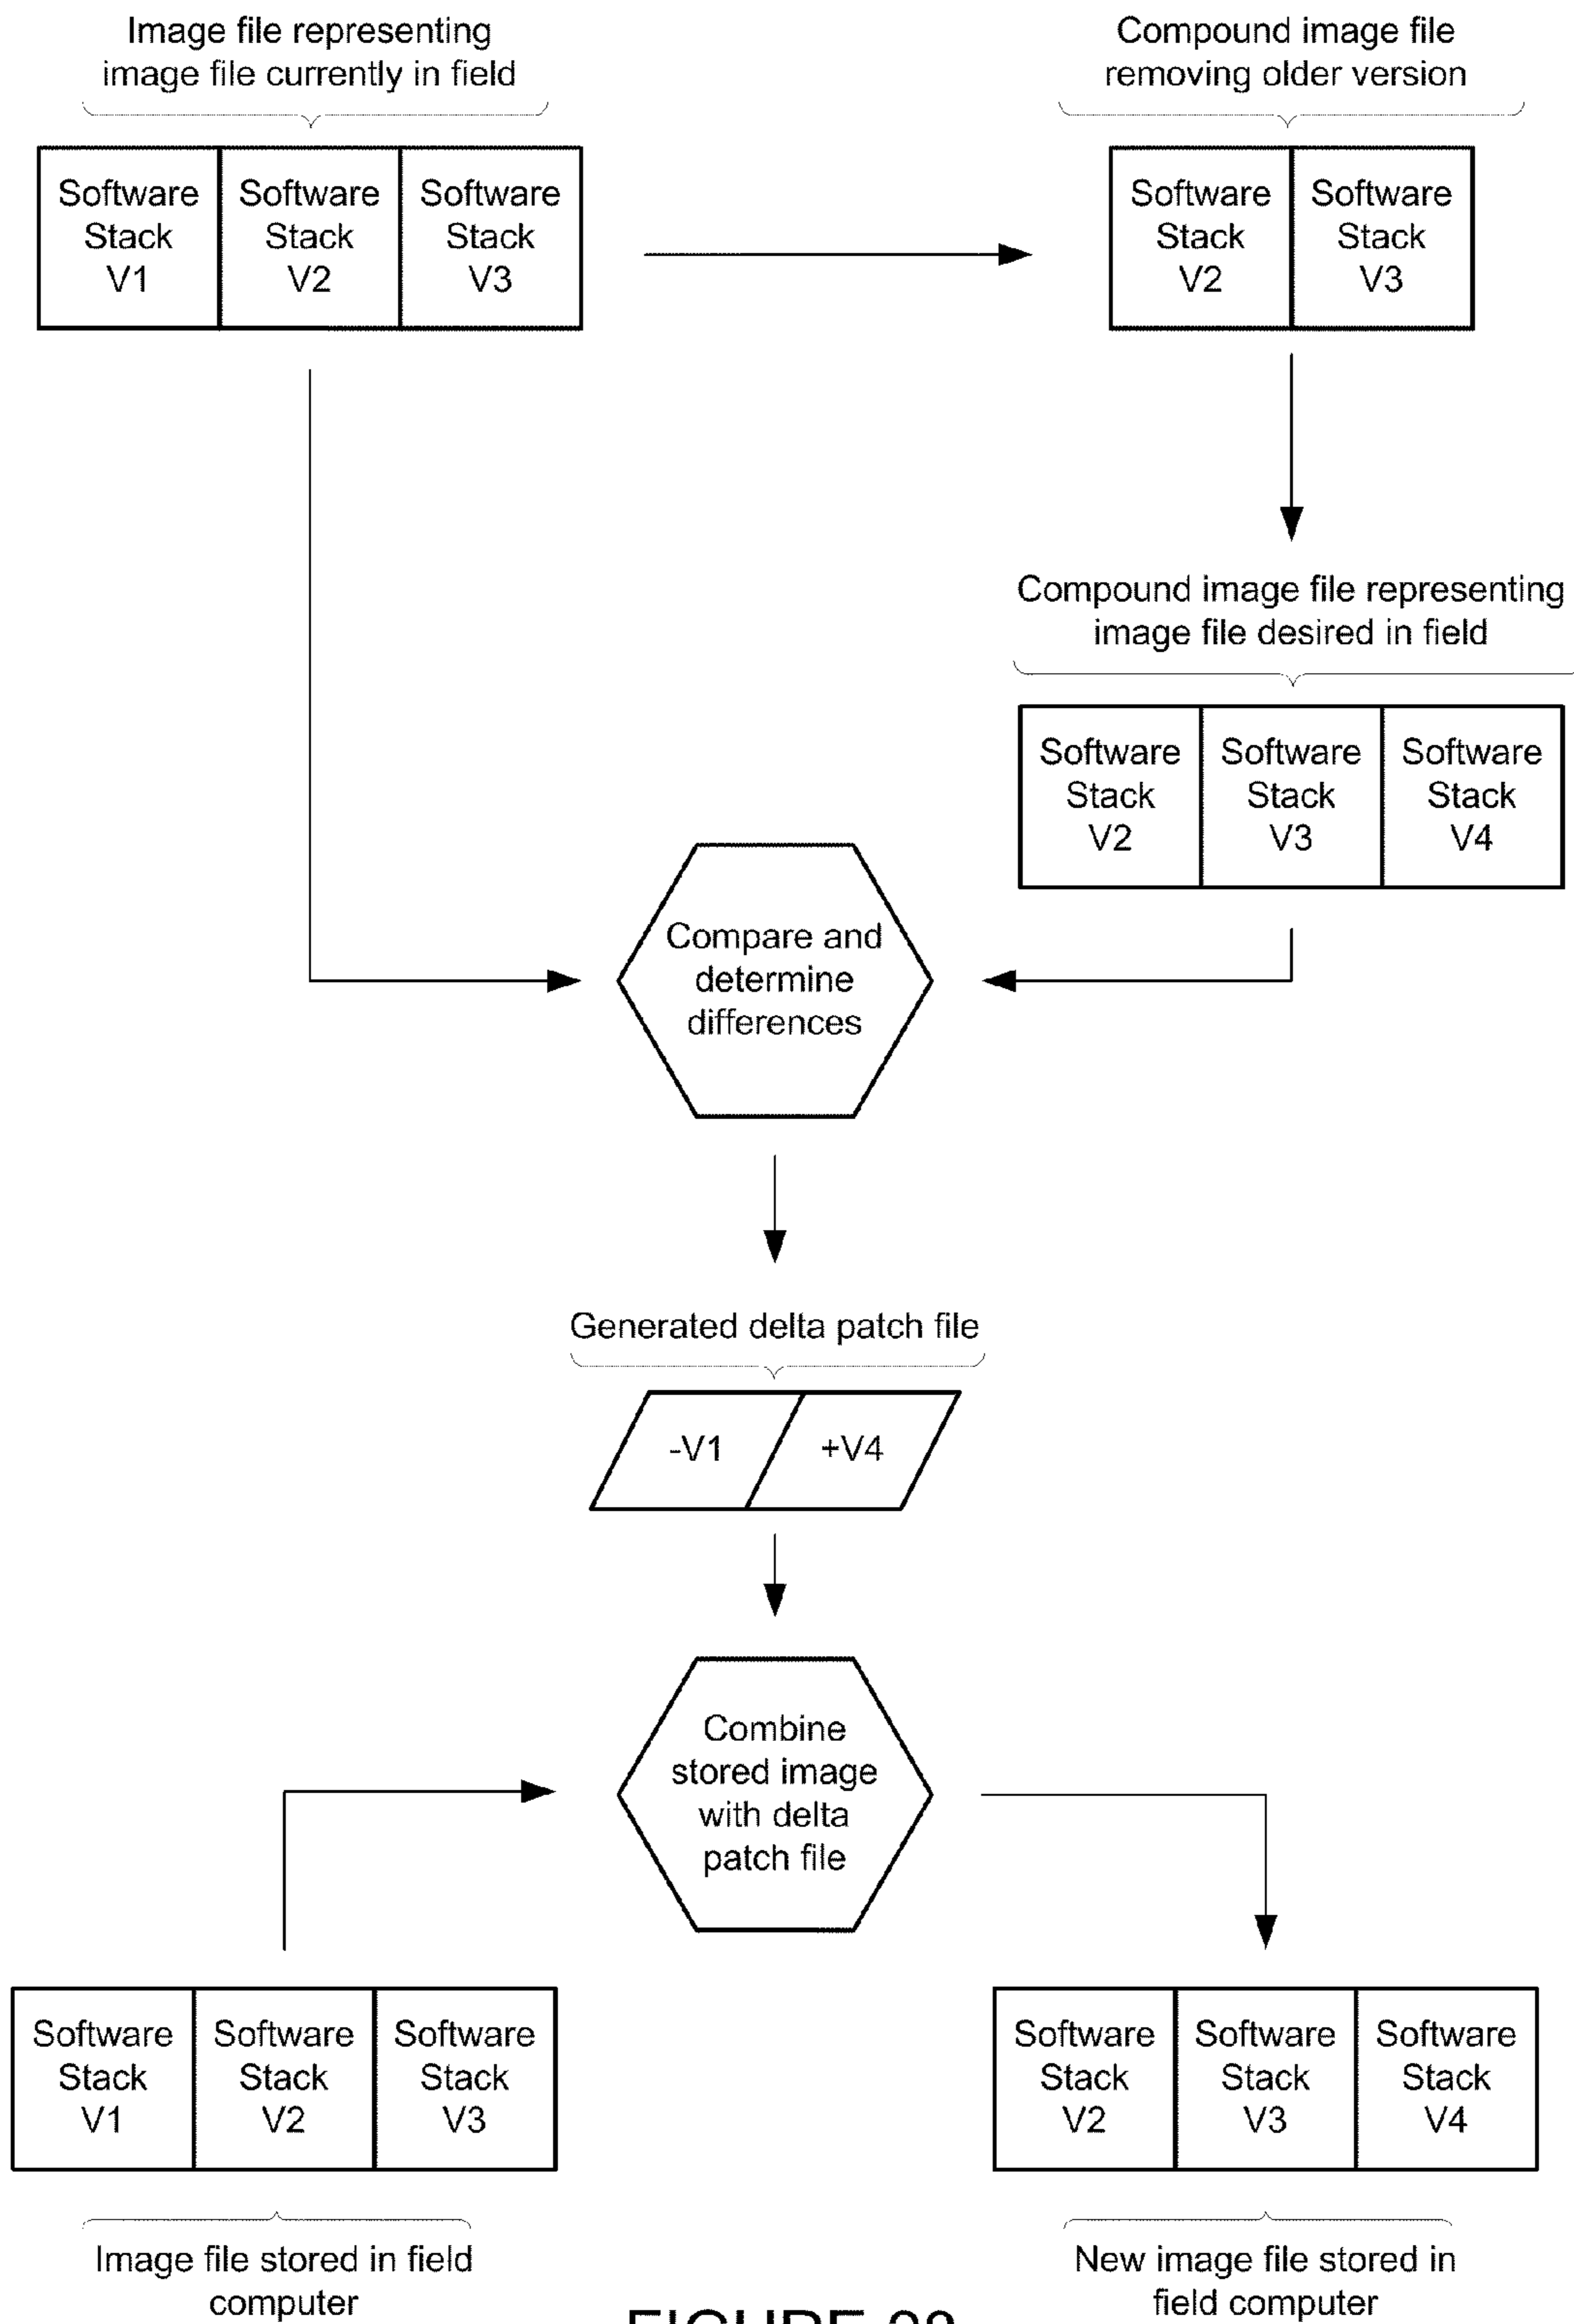 Image file representing
image file currently in field
Compound image file
removing older version
Software
Stack
V1
Software
Stack
V2
Software
Stack
V3
Software
Stack
V2
Software
Stack
V3
Compound image file representing
image file desired in field
Software
Stack
V2
Software
Stack
V3
Software
Stack
V4
Compare and
determine
differences
Generated delta patch file
-V1
+V4
Combine
stored image
with delta
patch file
Software
Stack
V1
Software
Stack
V2
Software
Stack
V3
Software
Stack
V2
Software
Stack
V3
Software
Stack
V4
Image file stored in field
computer
New image file stored in
field computer
FIGURE